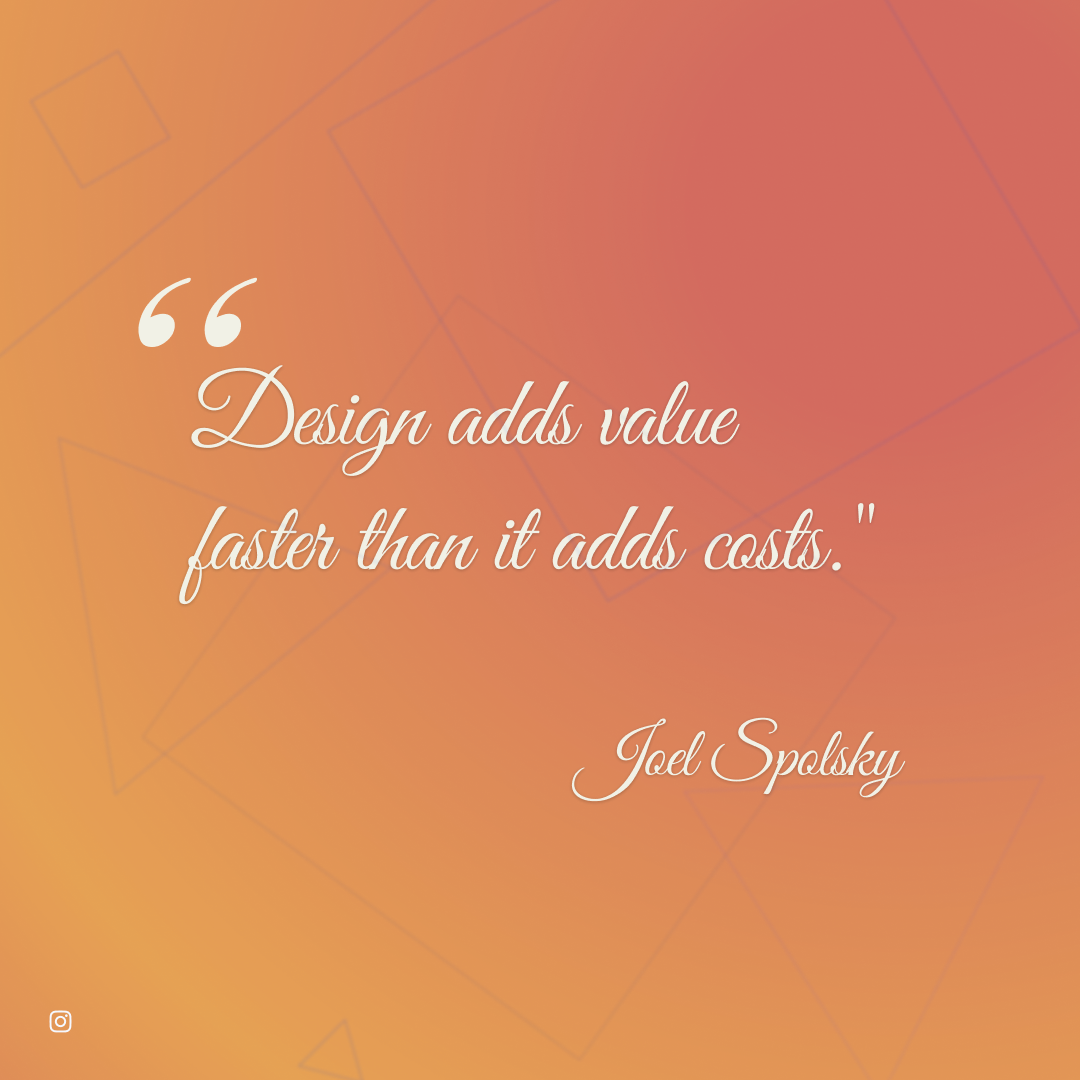 “
Design adds value
faster than it adds costs."
Joel Spolsky